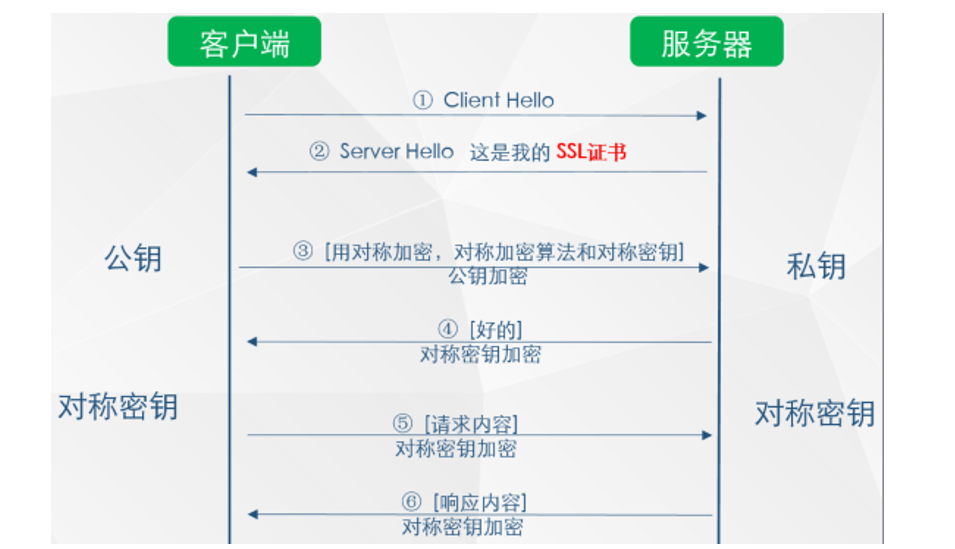 客户端
服务器
① Client Hello
② Server Hello 这是我的 SSL证书
③ [用对称加密，对称加密算法和对称密钥]
公钥加密
公钥
私钥
④ [好的]
对称密钥加密
对称密钥
对称密钥
⑤ [请求内容]
对称密钥加密
⑥ [响应内容]
对称密钥加密